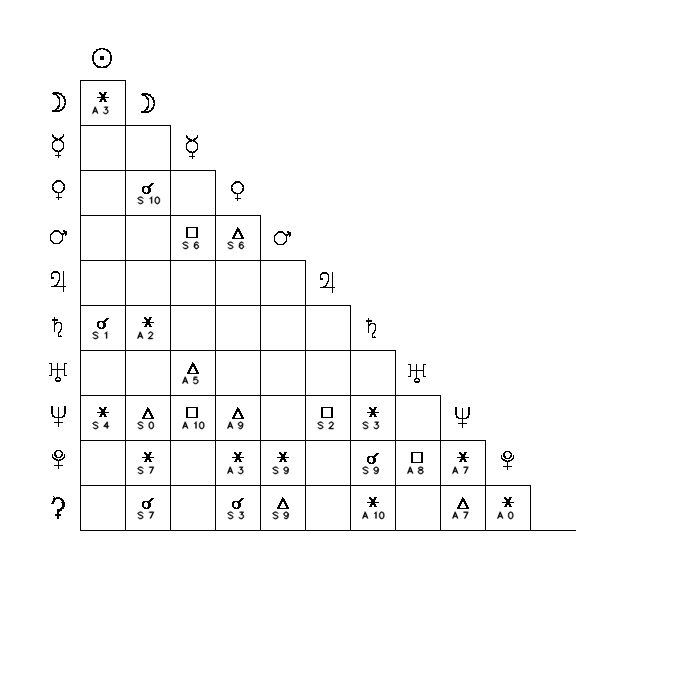 ☉
☽ A 3 ☽
☿ ☿
♀ S 10 ♀
♂ S 6 S 6 ♂
♃ ♃
♄ S 1 A 2 ♄
♅ A 5 ♅
♆ S 4 S 0 A 10 A 9 S 2 S 3 ♆
♇ S 7 A 3 S 9 S 9 A 8 A 7 ♇
⚳ S 7 S 3 S 9 A 10 A 7 A 0